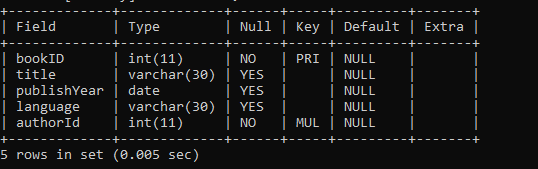 +-------------+-------------+------+-----+---------+-------+
| Field       | Type        | Null | Key | Default | Extra |
+-------------+-------------+------+-----+---------+-------+
| bookID      | int(11)     | NO   | PRI | NULL    |       |
| title       | varchar(30) | YES  |     | NULL    |       |
| publishYear | date        | YES  |     | NULL    |       |
| language    | varchar(30) | YES  |     | NULL    |       |
| authorId    | int(11)     | NO   | MUL | NULL    |       |
+-------------+-------------+------+-----+---------+-------+
5 rows in set (0.005 sec)